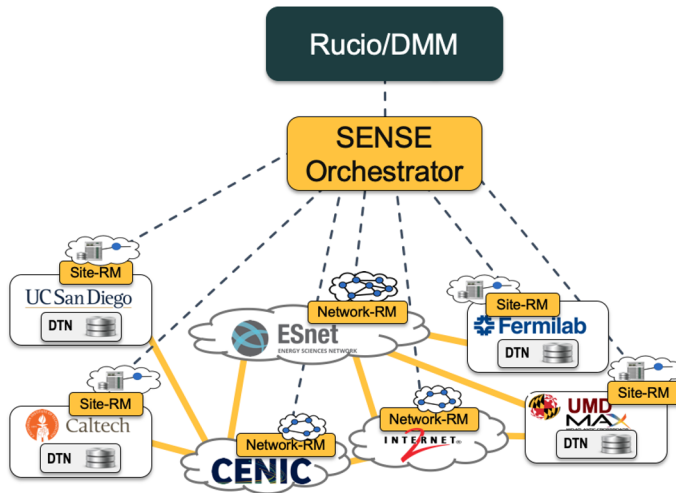 Rucio/DMM
SENSE
Orchestrator
Site-RM
UC San Diego
DTN
Network-RM
ESnet
ENERGY SCIENCES NETWORK
Site-RM
Fermilab
DTN
Site-RM
Caltech
DTN
Network-RM
CENIC
Network-RM
INTERNET
2
Site-RM
UMD
MAX
DTN